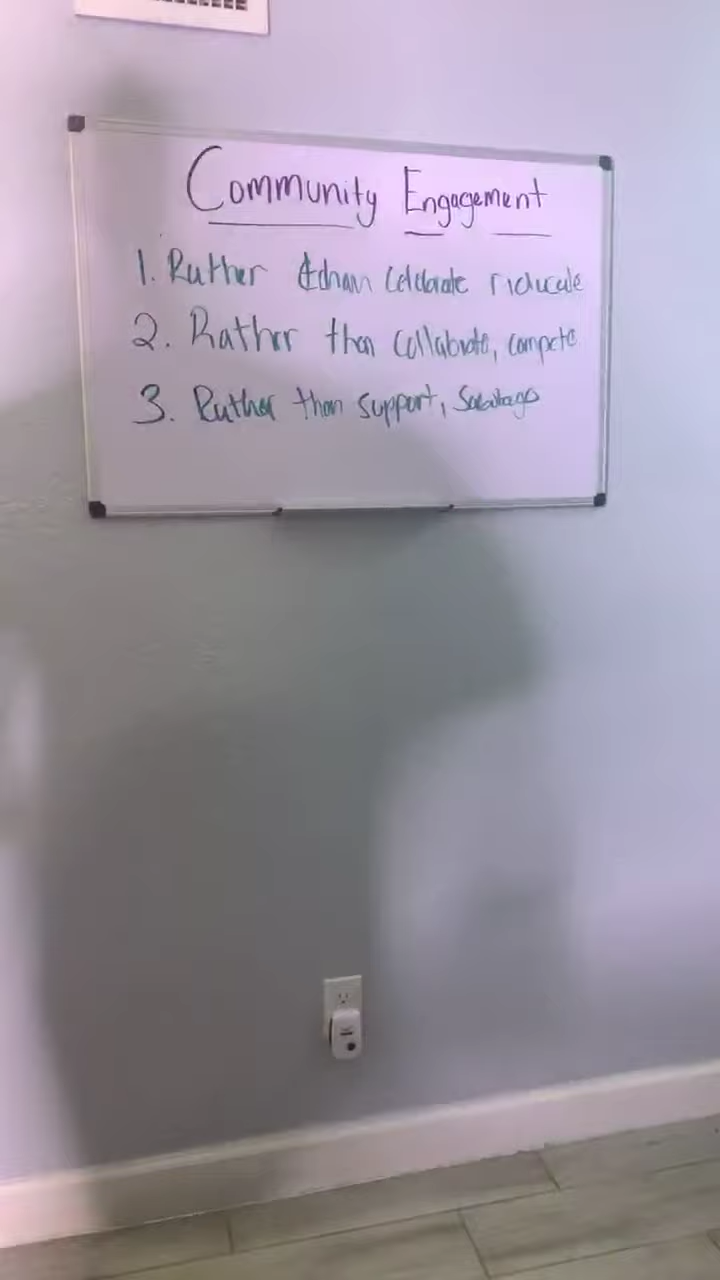 Community Engagement
1. Rather than Celebrate ridicule
2. Rather than collaborate, compete
3. Rather than support, Sabotage